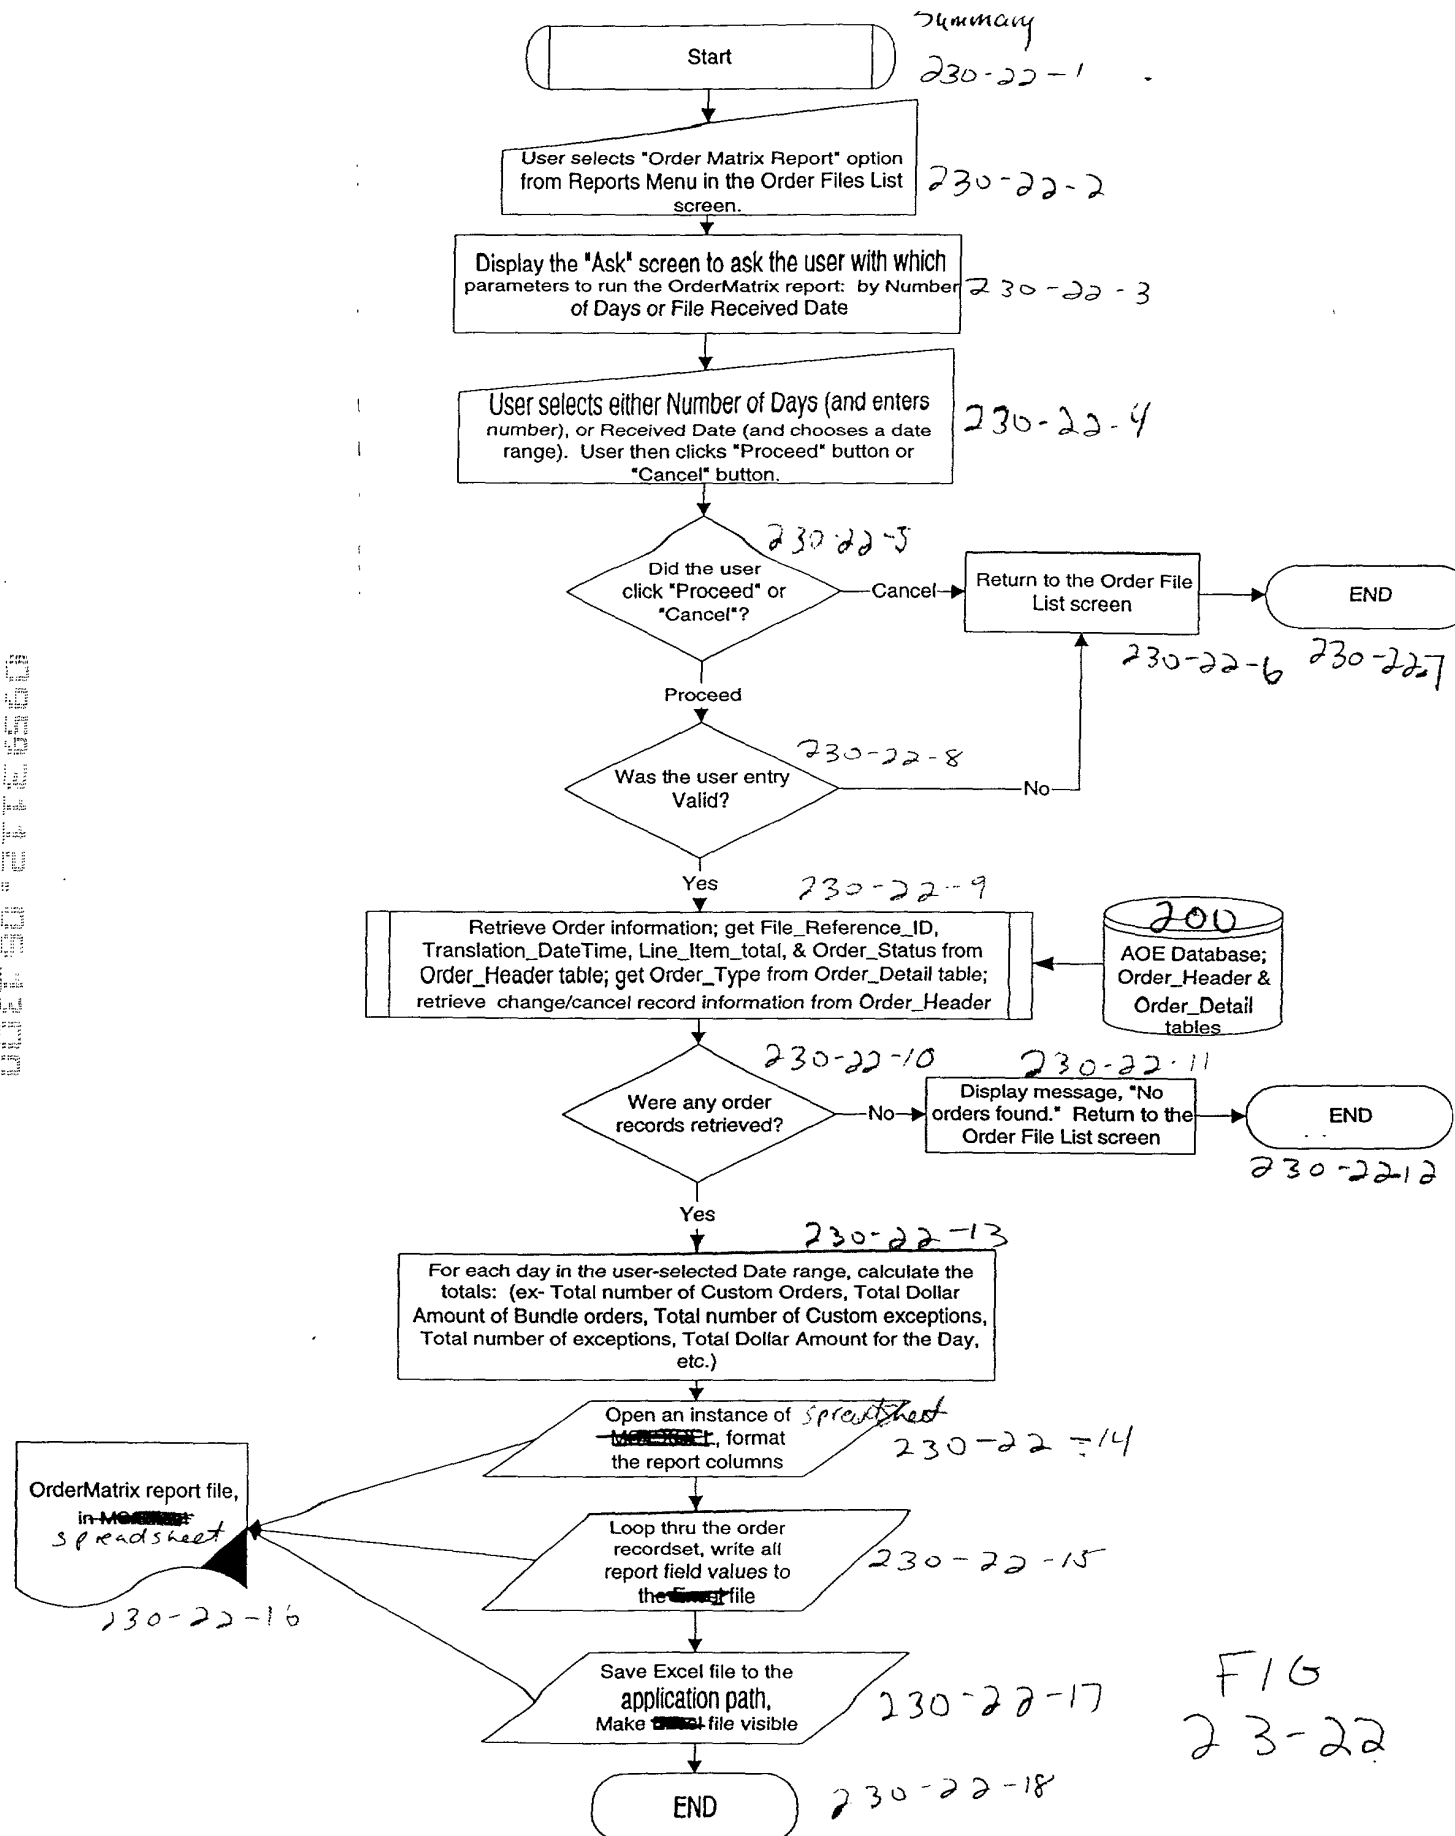 Summary
Start
230-22-1
User selects "Order Matrix Report" option
from Reports Menu in the Order Files List
screen.
230-22-2
Display the "Ask" screen to ask the user with which
parameters to run the OrderMatrix report: by Number
of Days or File Received Date
230-22-3
User selects either Number of Days (and enters
number), or Received Date (and chooses a date
range). User then clicks "Proceed" button or
"Cancel" button.
230-22-4
230-22-5
Did the user
click "Proceed" or
"Cancel"?
Cancel
Return to the Order File
List screen
END
230-22-6
230-22-7
Proceed
230-22-8
Was the user entry
Valid?
No
Yes
230-22-9
Retrieve Order information; get File_Reference_ID,
Translation_DateTime, Line_Item_total, & Order_Status from
Order_Header table; get Order_Type from Order_Detail table;
retrieve change/cancel record information from Order_Header
200
AOE Database;
Order_Header &
Order_Detail
tables
230-22-10
230-22-11
Were any order
records retrieved?
No
Display message, "No
orders found." Return to the
Order File List screen
END
230-2212
Yes
230-22-13
For each day in the user-selected Date range, calculate the
totals: (ex- Total number of Custom Orders, Total Dollar
Amount of Bundle orders, Total number of Custom exceptions,
Total number of exceptions, Total Dollar Amount for the Day,
etc.)
Open an instance of spreadsheet
, format
the report columns
230-22-14
OrderMatrix report file,
in
spreadsheet
230-22-16
Loop thru the order
recordset, write all
report field values to
the file
230-22-15
Save Excel file to the
application path,
Make file visible
230-22-17
FIG
23-22
END
230-22-18